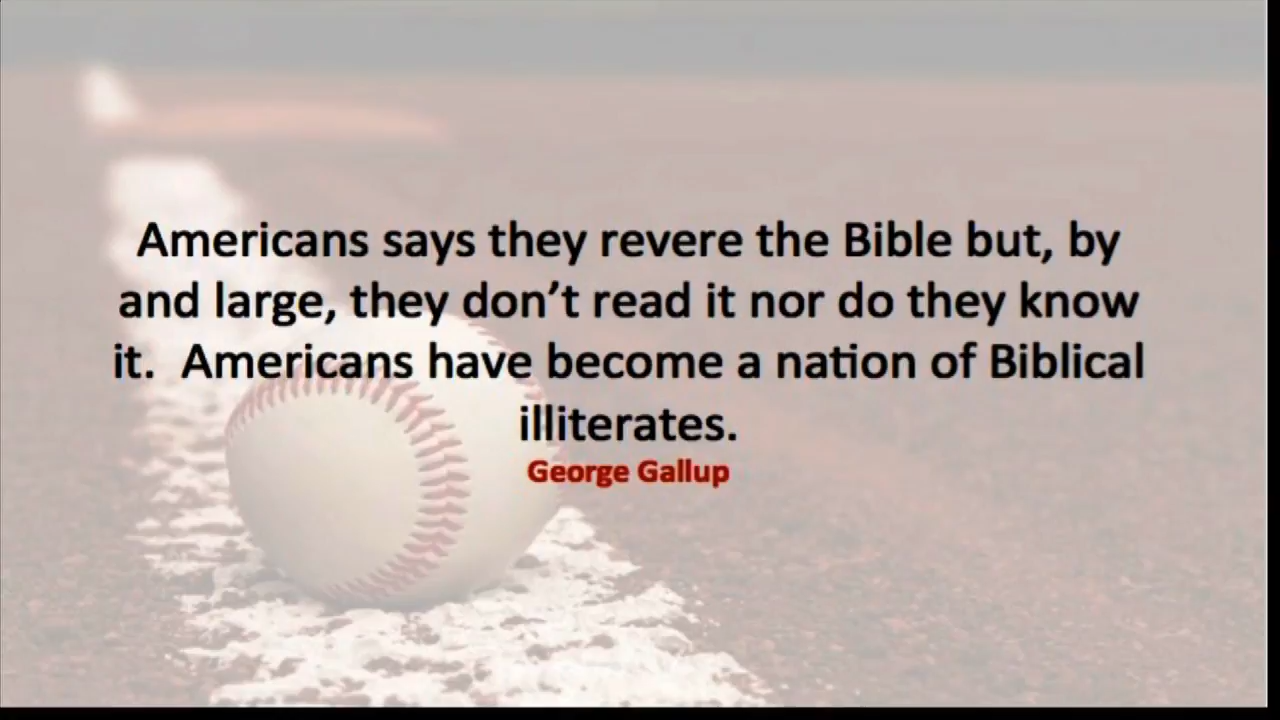 Americans says they revere the Bible but, by
and large, they don’t read it nor do they know
it.  Americans have become a nation of Biblical
illiterates.
George Gallup